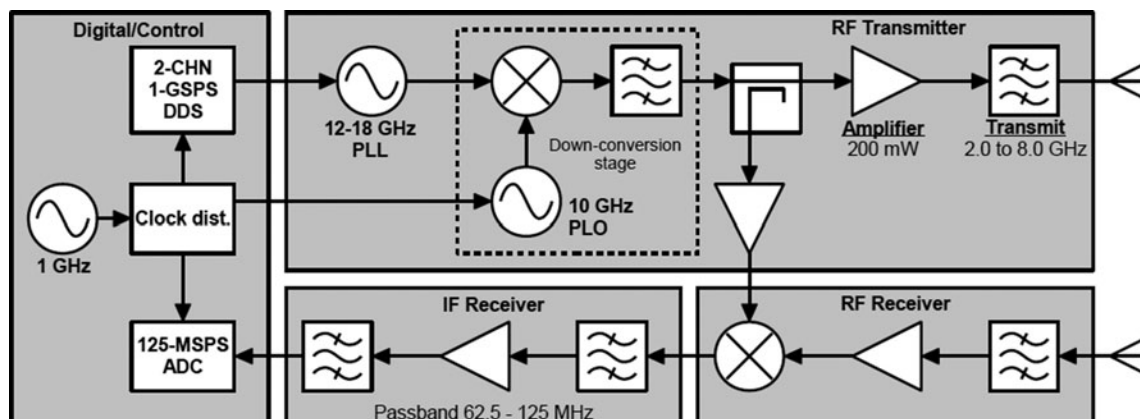 Digital/Control
2-CHN
1-GSPS
DDS
Clock dist.
1 GHz
125-MSPS
ADC
RF Transmitter
12-18 GHz
PLL
Down-conversion
stage
10 GHz
PLO
Amplifier
200 mW
Transmit
2.0 to 8.0 GHz
IF Receiver
Passband 62.5 - 125 MHz
RF Receiver